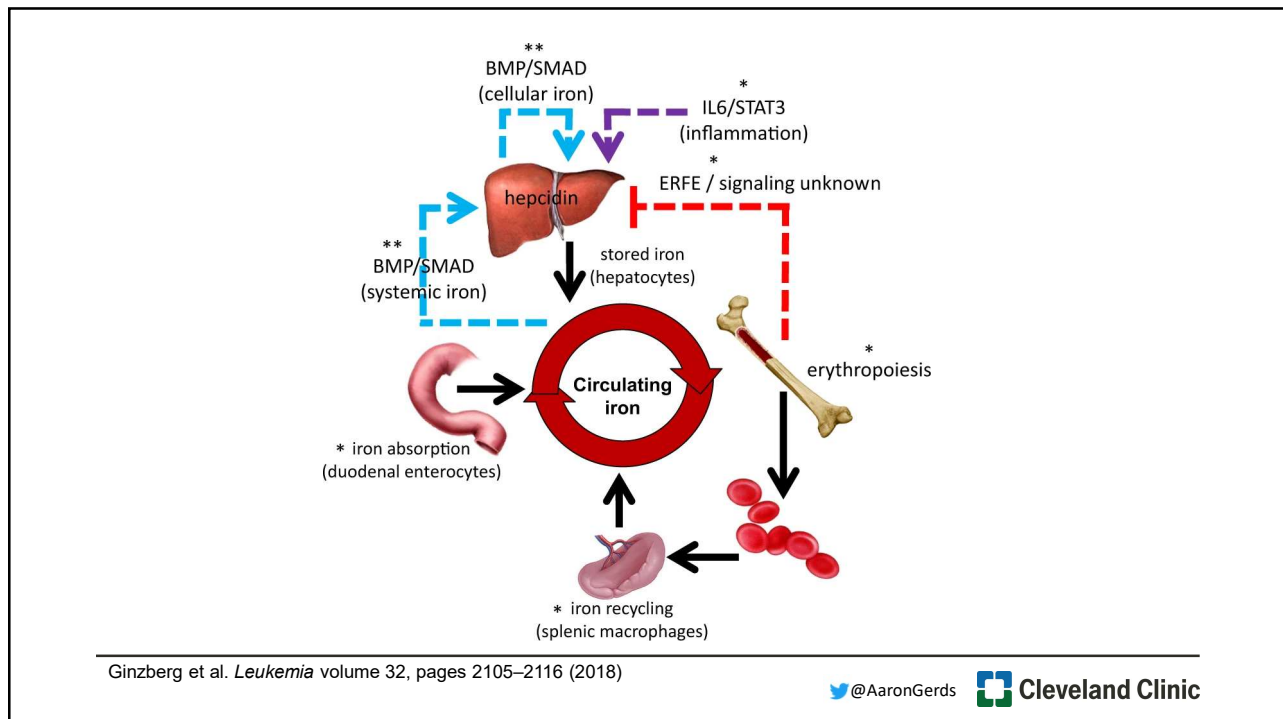 **
BMP/SMAD
(cellular iron)
*
IL6/STAT3
(inflammation)
*
ERFE / signaling unknown
hepcidin
**
BMP/SMAD
(systemic iron)
stored iron
(hepatocytes)
*
erythropoiesis
Circulating
iron
* iron absorption
(duodenal enterocytes)
* iron recycling
(splenic macrophages)
Ginzberg et al. Leukemia volume 32, pages 2105–2116 (2018)
@AaronGerds
Cleveland Clinic